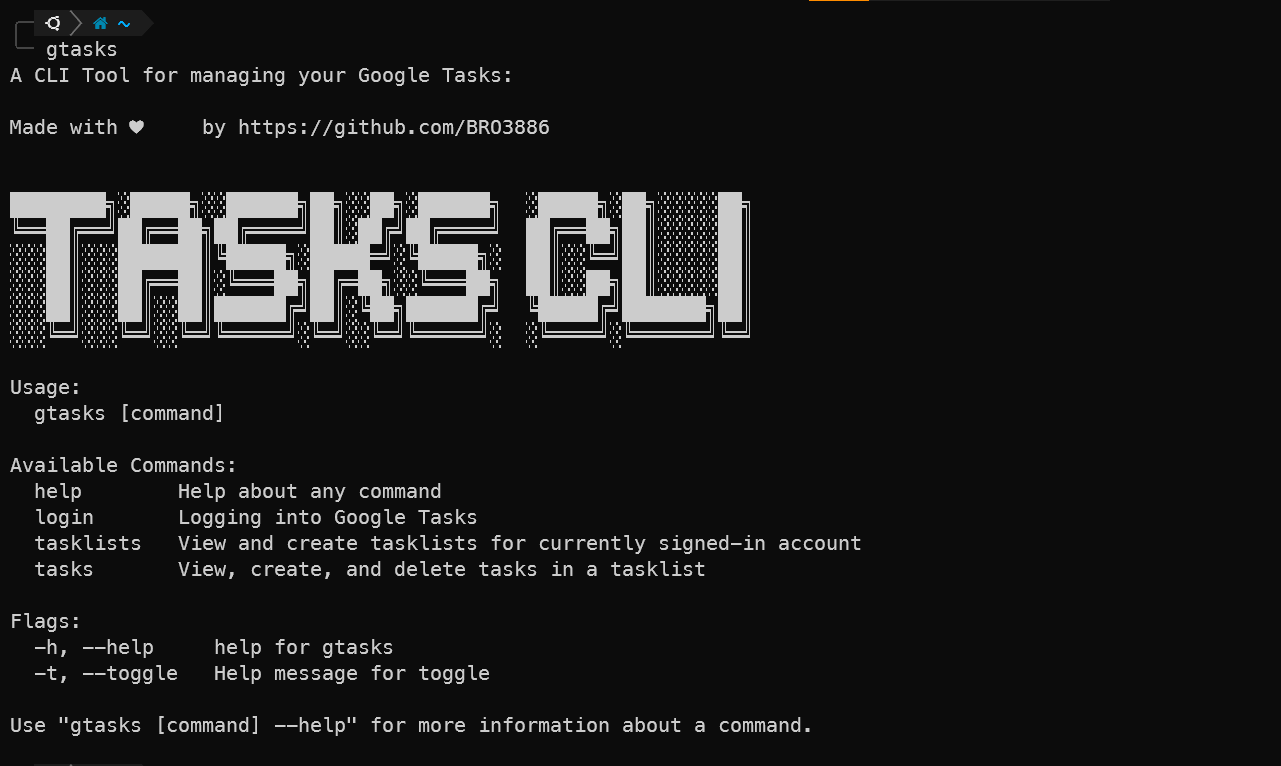 ~
gtasks
A CLI Tool for managing your Google Tasks:
Made with ♥ by https://github.com/BRO3886
TASKS CLI
Usage:
gtasks [command]
Available Commands:
help Help about any command
login Logging into Google Tasks
tasklists View and create tasklists for currently signed-in account
tasks View, create, and delete tasks in a tasklist
Flags:
-h, --help help for gtasks
-t, --toggle Help message for toggle
Use "gtasks [command] --help" for more information about a command.